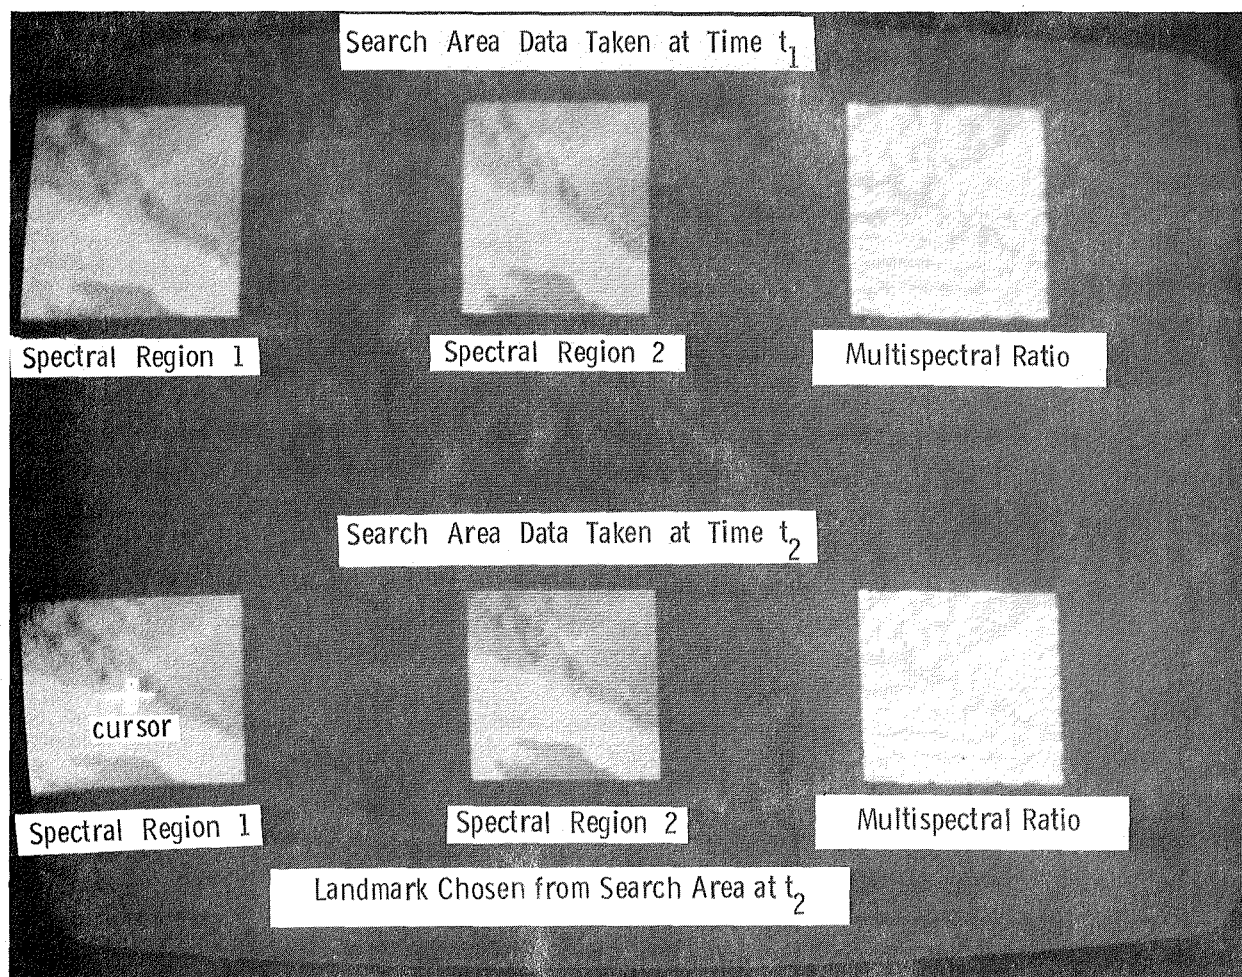 Search Area Data Taken at Time t1
Spectral Region 1
Spectral Region 2
Multispectral Ratio
Search Area Data Taken at Time t2
cursor
Spectral Region 1
Spectral Region 2
Multispectral Ratio
Landmark Chosen from Search Area at t2